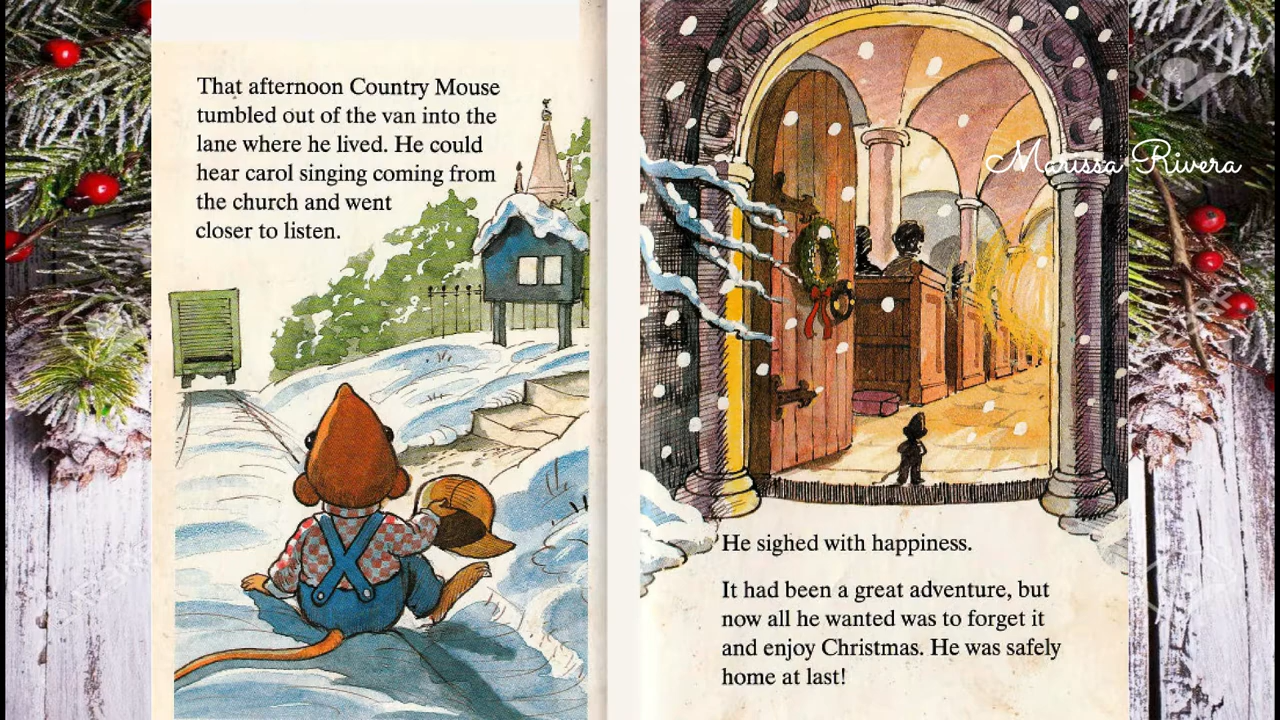 That afternoon Country Mouse
tumbled out of the van into the
lane where he lived. He could
hear carol singing coming from
the church and went
closer to listen.
Marissa Rivera
He sighed with happiness.
It had been a great adventure, but
now all he wanted was to forget it
and enjoy Christmas. He was safely
home at last!